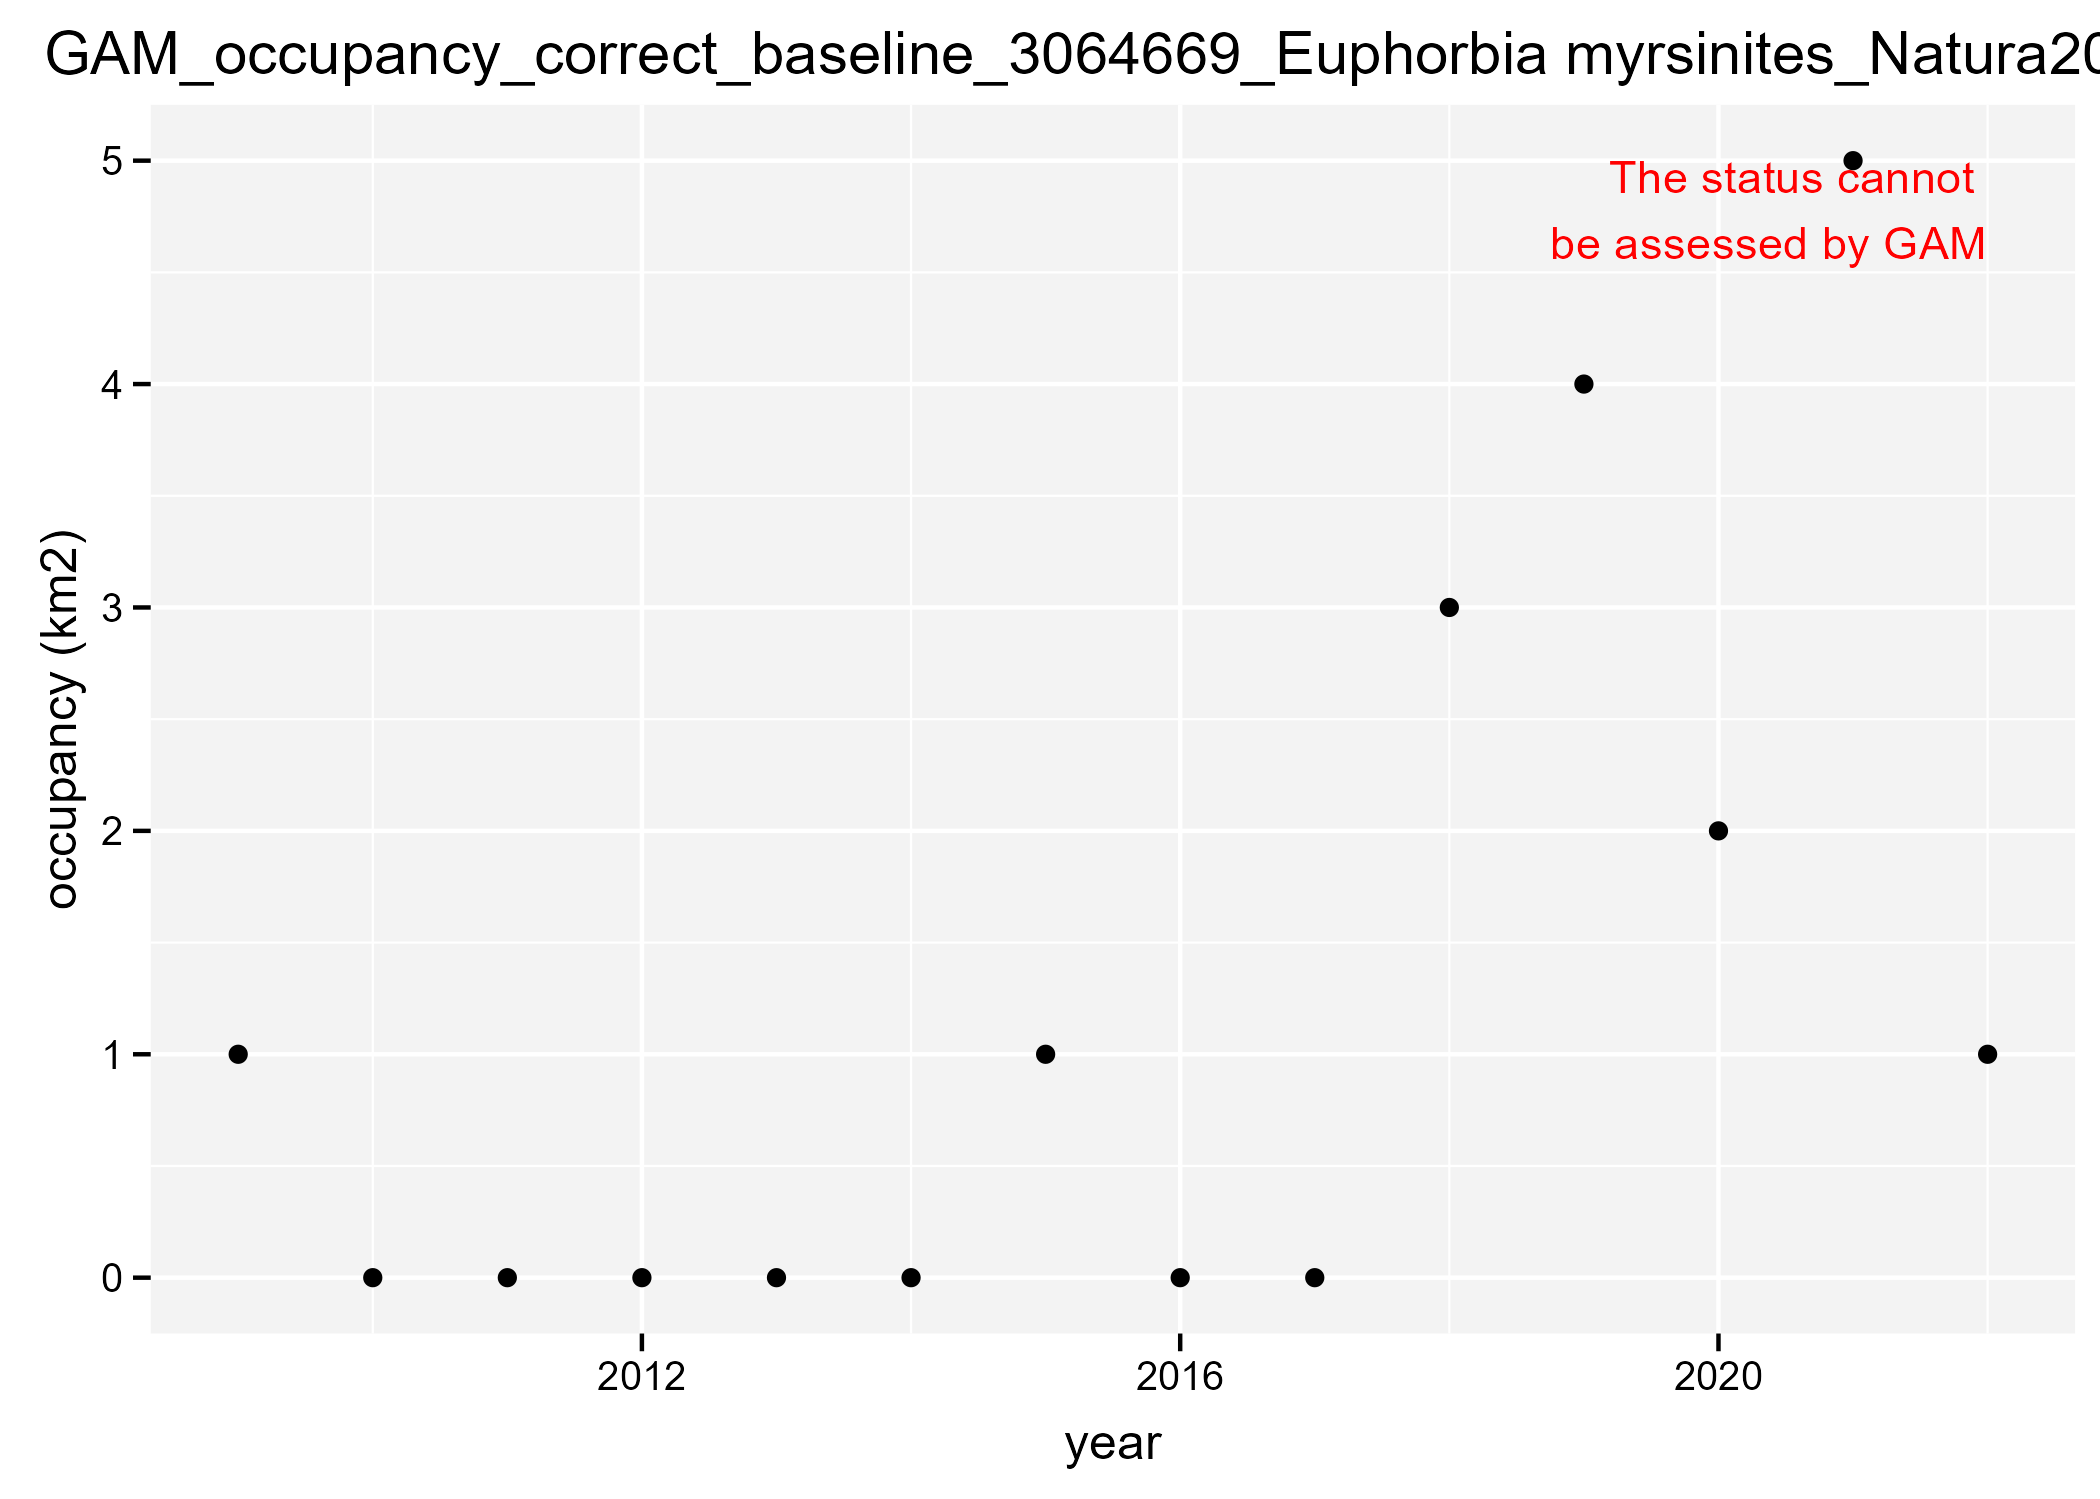 GAM_occupancy_correct_baseline_3064669_Euphorbia myrsinites_Natura20
5
The status cannot
be assessed by GAM
4
3
occupancy (km2)
2
1
0
2012 2016 2020
year